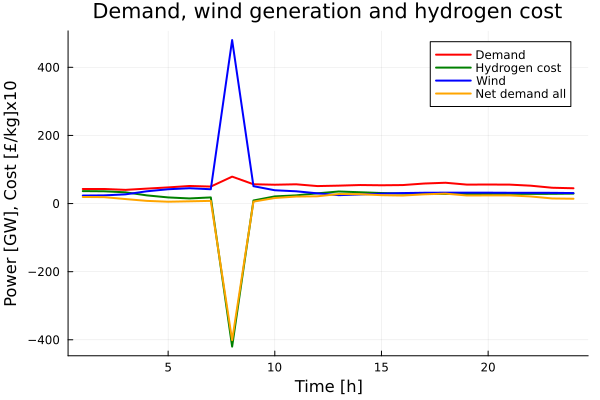 Demand, wind generation and hydrogen cost
Power [GW], Cost [£/kg]x10
400
200
0
−200
−400
5
10
15
20
Time [h]
Demand
Hydrogen cost
Wind
Net demand all